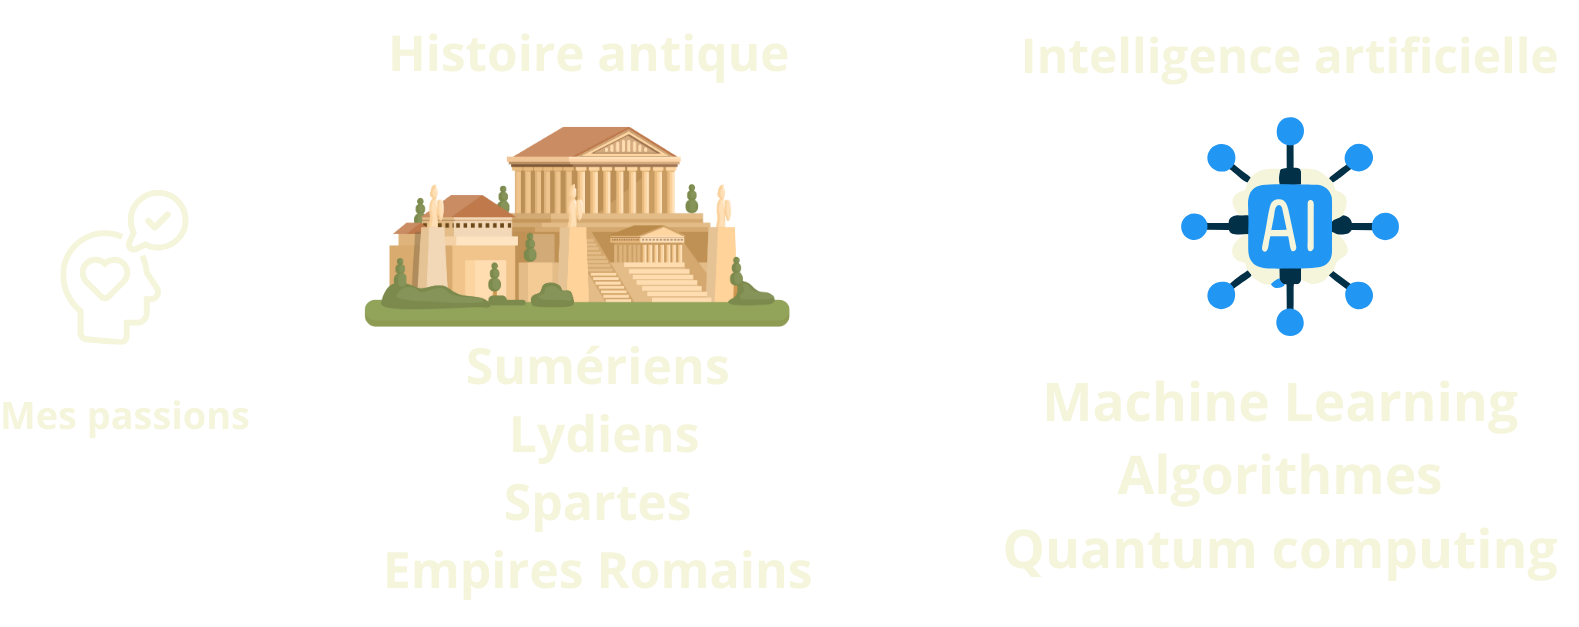 Mes passions
Histoire antique
Sumériens
Lydiens
Spartes
Empires Romains
Intelligence artificielle
AI
Machine Learning
Algorithmes
Quantum computing